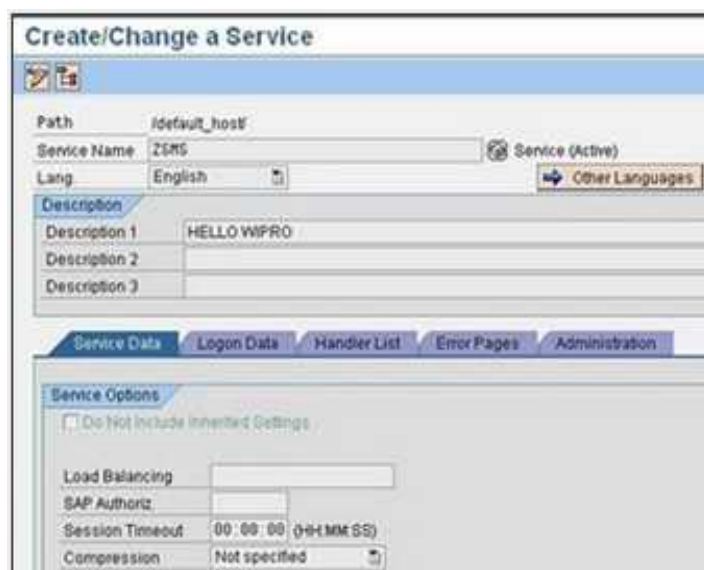 Create/Change a Service
Path /default_host/
Service Name ZSMS Service (Active)
Lang. English Other Languages
Description
Description 1 HELLO WIPRO
Description 2
Description 3
Service Data Logon Data Handler List Error Pages Administration
Service Options
Do Not Include Inherited Settings
Load Balancing
SAP Authoriz.
Session Timeout 00:00:00 (HH:MM:SS)
Compression Not specified